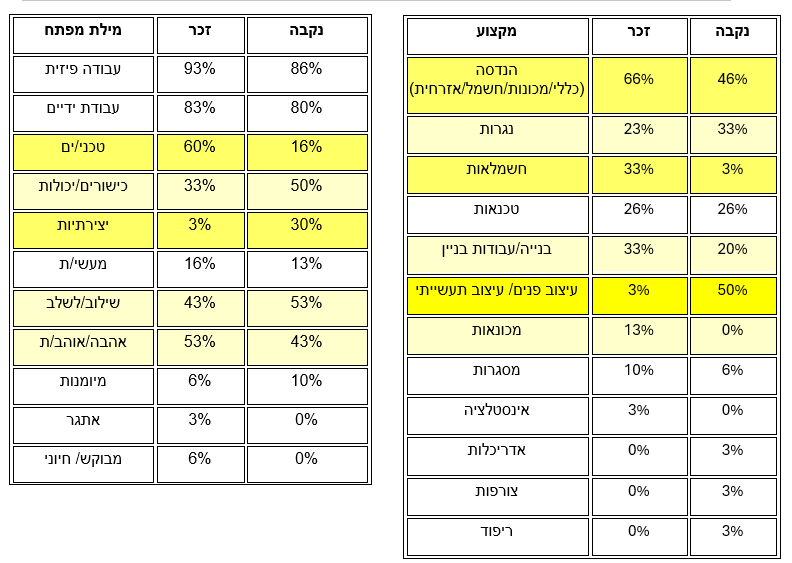 מקצוע זכר נקבה
הנדסה
(כללי/מכונות/חשמל/אזרחית) 66% 46%
נגרות 23% 33%
חשמלאות 33% 3%
טכנאות 26% 26%
בנייה/עבודות בניין 33% 20%
עיצוב פנים/ עיצוב תעשייתי 3% 50%
מכונאות 13% 0%
מסגרות 10% 6%
אינסטלציה 3% 0%
אדריכלות 0% 3%
צורפות 0% 3%
ריפוד 0% 3%
מילת מפתח זכר נקבה
עבודה פיזית 93% 86%
עבודת ידיים 83% 80%
טכני/ים 60% 16%
כישורים/יכולות 33% 50%
יצירתיות 3% 30%
מעשי/ת 16% 13%
שילוב/לשלב 43% 53%
אהבה/אוהב/ת 53% 43%
מיומנות 6% 10%
אתגר 3% 0%
מבוקש/ חיוני 6% 0%